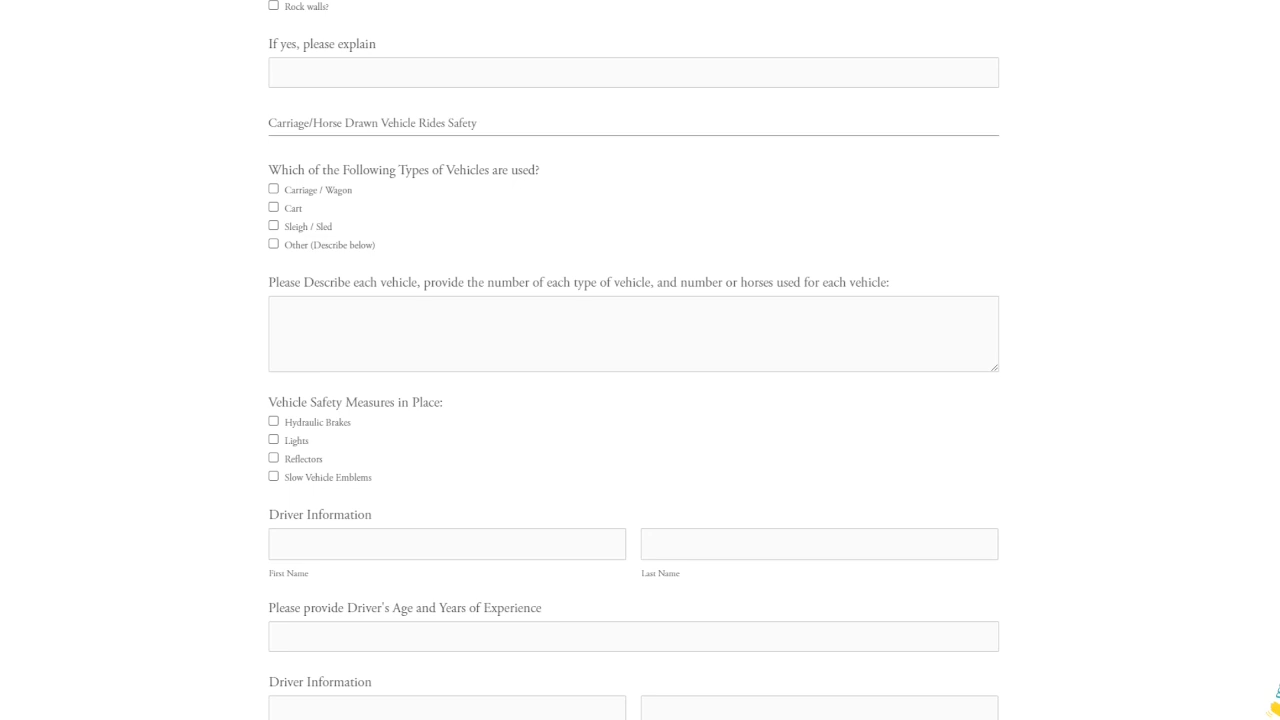 Rock walls?
If yes, please explain
Carriage/Horse Drawn Vehicle Rides Safety
Which of the Following Types of Vehicles are used?
Carriage / Wagon
Cart
Sleigh / Sled
Other (Describe below)
Please Describe each vehicle, provide the number of each type of vehicle, and number or horses used for each vehicle:
Vehicle Safety Measures in Place:
Hydraulic Brakes
Lights
Reflectors
Slow Vehicle Emblems
Driver Information
First Name Last Name
Please provide Driver's Age and Years of Experience
Driver Information